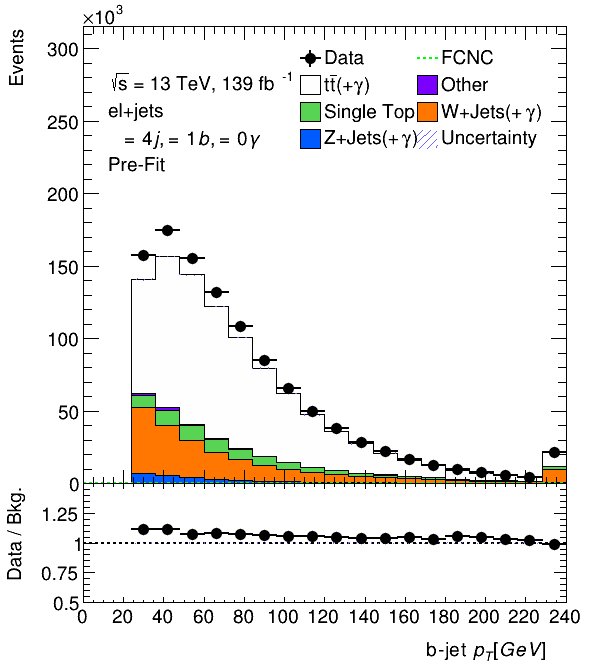 ×10³
Events
300
250
200
150
100
50
0
√s = 13 TeV, 139 fb⁻¹
el+jets
= 4j, = 1b, = 0γ
Pre-Fit
Data
FCNC
tt̄(+γ)
Other
Single Top
W+Jets(+γ)
Z+Jets(+γ)
Uncertainty
Data / Bkg.
1.25
1
0.75
0.5
0 20 40 60 80 100 120 140 160 180 200 220 240
b-jet p_T[GeV]